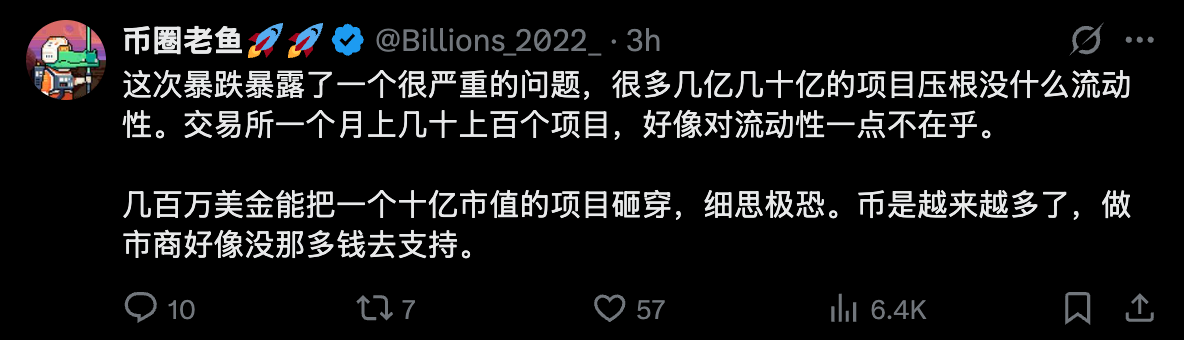 币圈老鱼🚀🚀 @Billions_2022_ · 3h
这次暴跌暴露了一个很严重的问题，很多几亿几十亿的项目压根没什么流动
性。交易所一个月上几十上百个项目，好像对流动性一点不在乎。
几百万美金能把一个十亿市值的项目砸穿，细思极恐。币是越来越多了，做
市商好像没那多钱去支持。
10 7 57 6.4K